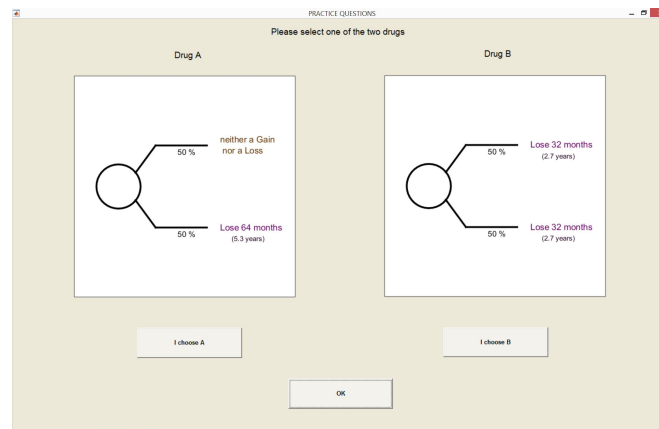 PRACTICE QUESTIONS
Please select one of the two drugs
Drug A
neither a Gain
nor a Loss
50 %
Lose 64 months
(5.3 years)
50 %
I choose A
Drug B
Lose 32 months
(2.7 years)
50 %
Lose 32 months
(2.7 years)
50 %
I choose B
OK